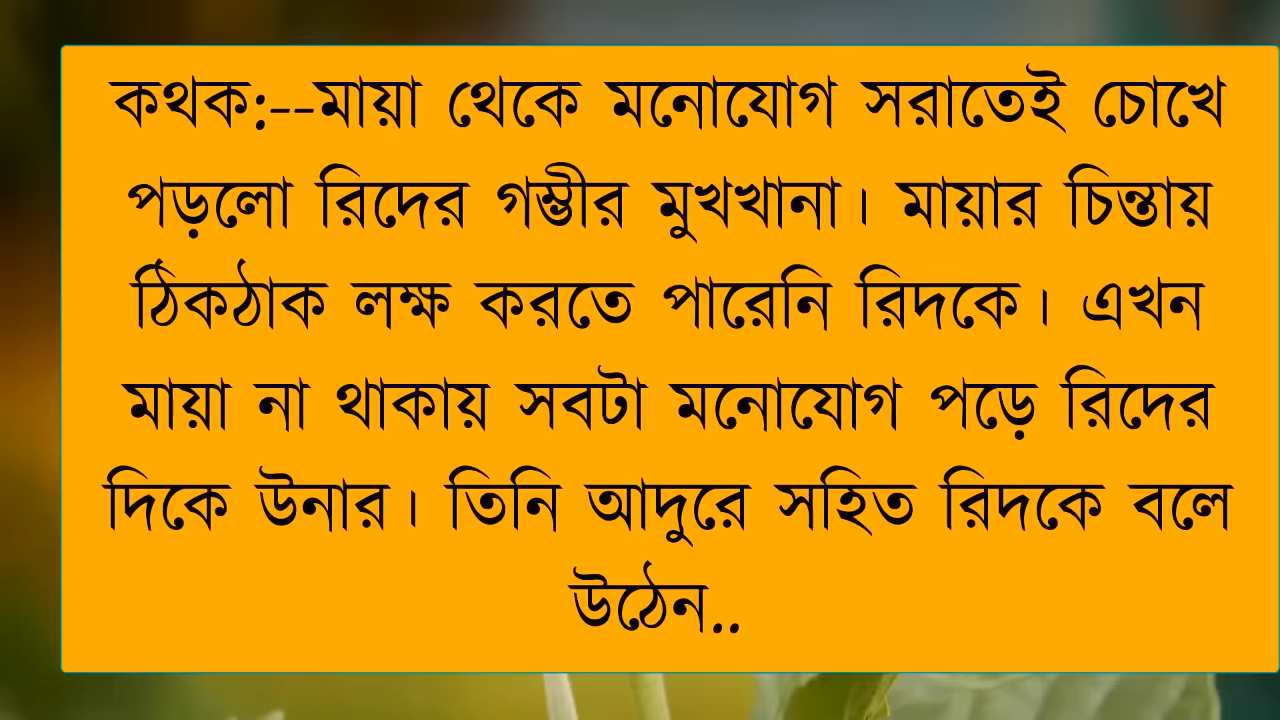 কথক:--মায়া থেকে মনোযোগ সরাতেই চোখে
পড়লো রিদের গম্ভীর মুখখানা। মায়ার চিন্তায়
ঠিকঠাক লক্ষ করতে পারেনি রিদকে। এখন
মায়া না থাকায় সবটা মনোযোগ পড়ে রিদের
দিকে উনার। তিনি আদুরে সহিত রিদকে বলে
উঠেন..